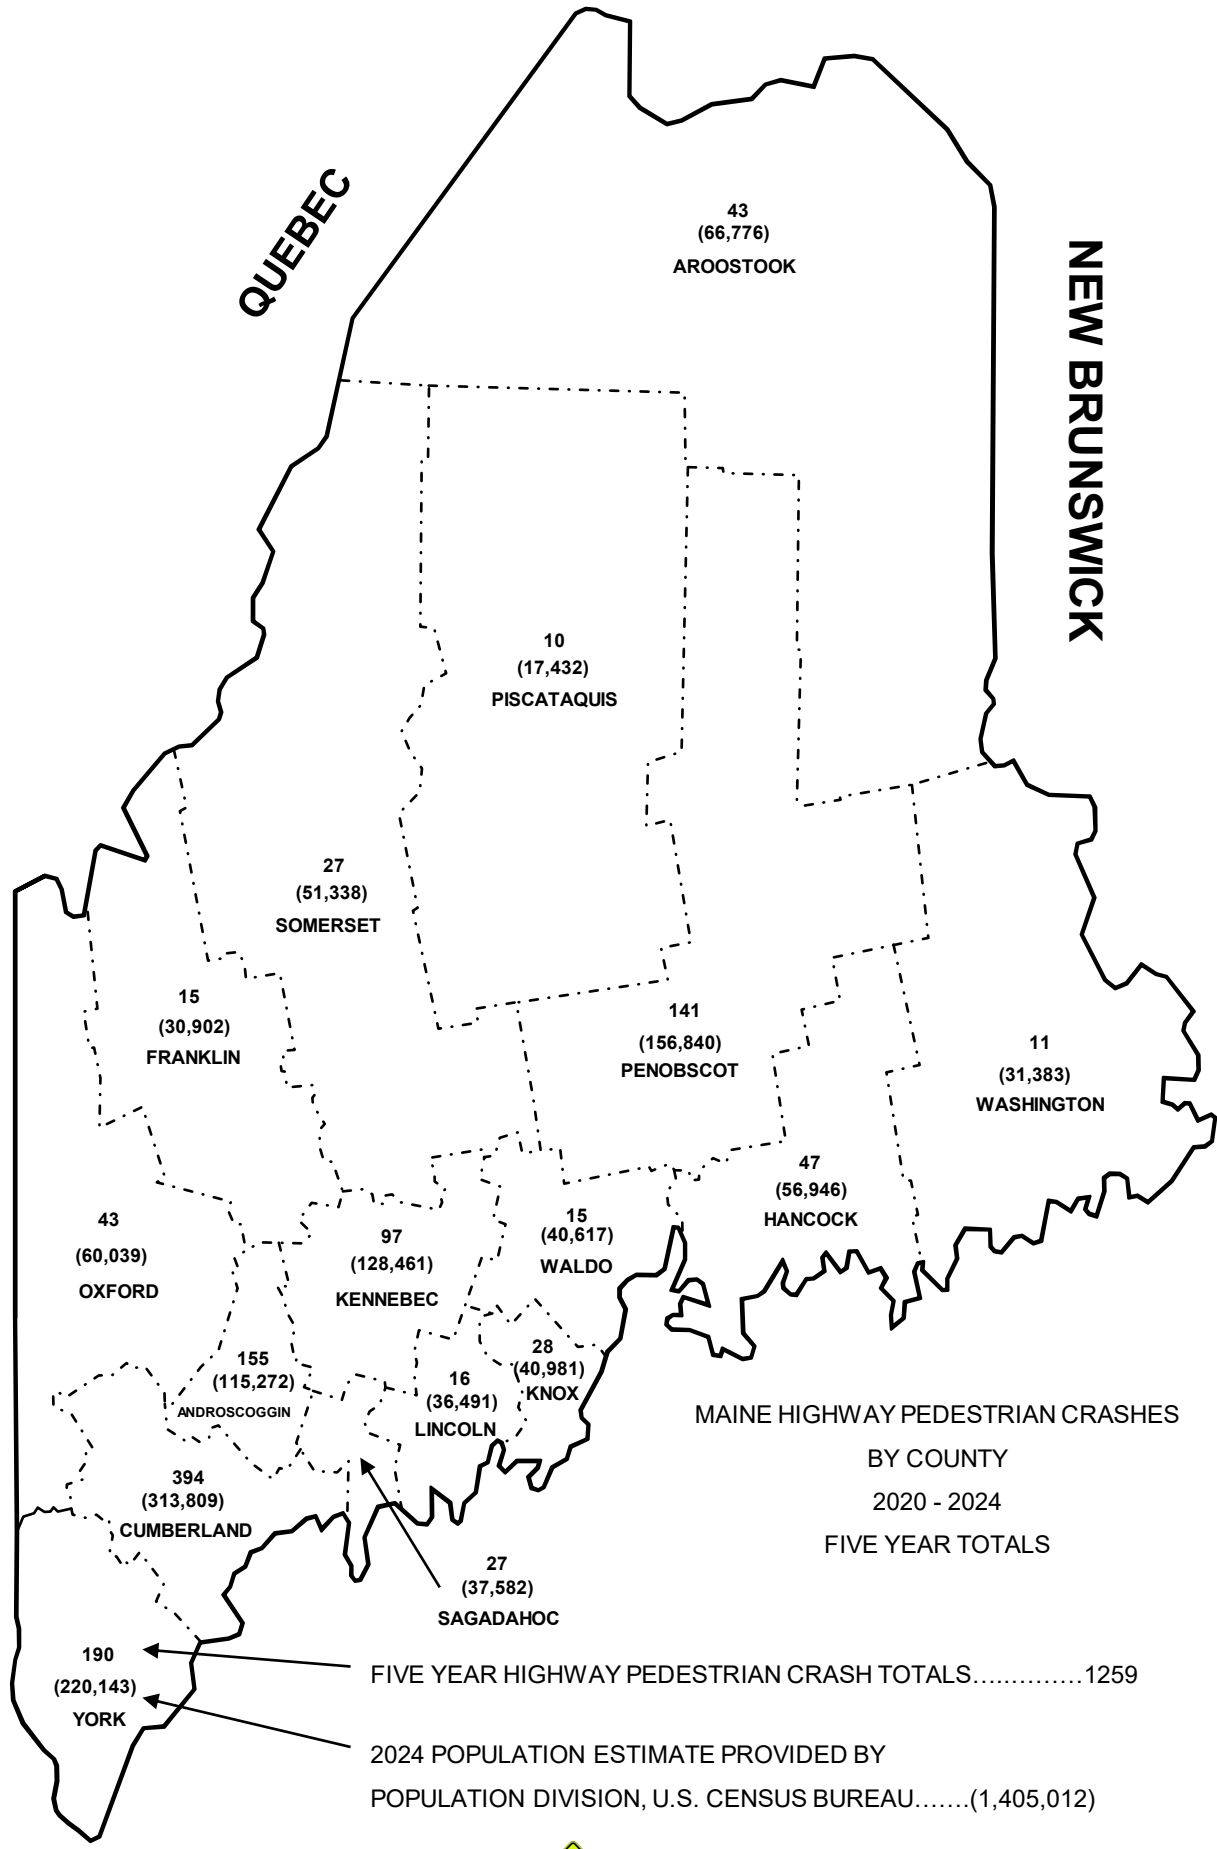 QUEBEC
43
(66,776)
AROOSTOOK
NEW BRUNSWICK
10
(17,432)
PISCATAQUIS
27
(51,338)
SOMERSET
15
(30,902)
FRANKLIN
141
(156,840)
PENOBSCOT
11
(31,383)
WASHINGTON
47
(56,946)
HANCOCK
43
(60,039)
OXFORD
97
(128,461)
KENNEBEC
15
(40,617)
WALDO
155
(115,272)
ANDROSCOGGIN
16
(36,491)
LINCOLN
28
(40,981)
KNOX
394
(313,809)
CUMBERLAND
27
(37,582)
SAGADAHOC
190
(220,143)
YORK
MAINE HIGHWAY PEDESTRIAN CRASHES
BY COUNTY
2020 - 2024
FIVE YEAR TOTALS
FIVE YEAR HIGHWAY PEDESTRIAN CRASH TOTALS…..………1259
2024 POPULATION ESTIMATE PROVIDED BY
POPULATION DIVISION, U.S. CENSUS BUREAU…….(1,405,012)